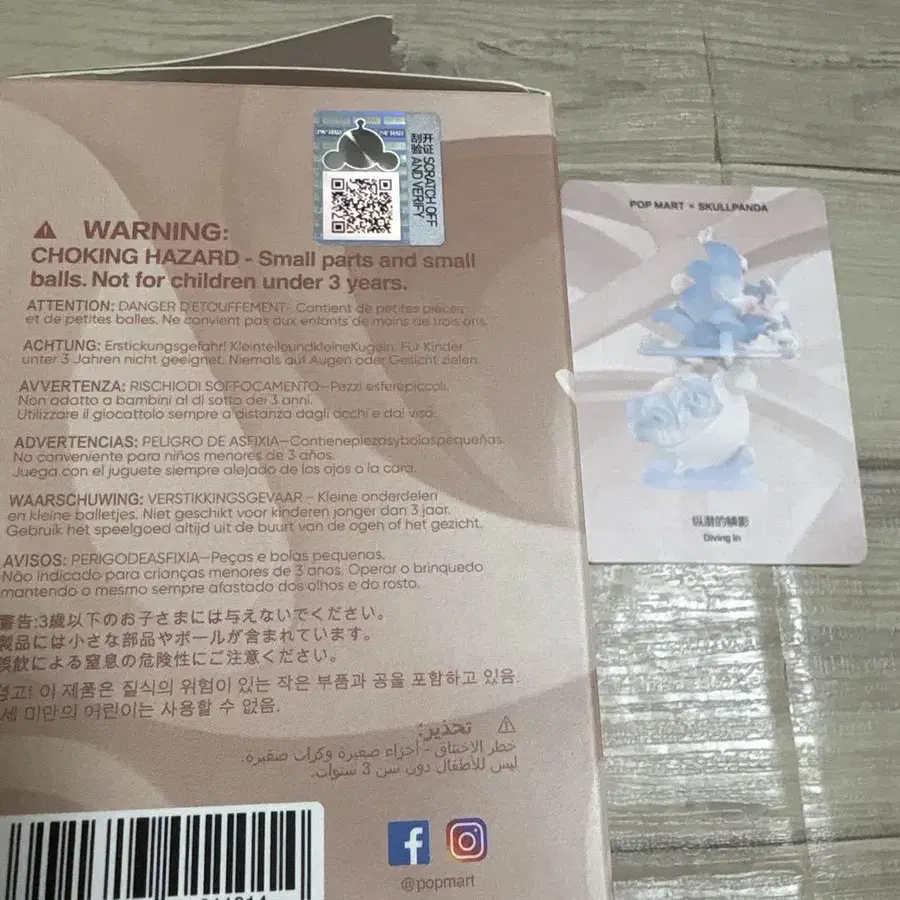 开证 SCRATCH OFF
刮验 AND VERIFY
WARNING:
CHOKING HAZARD - Small parts and small
balls. Not for children under 3 years.
ATTENTION: DANGER D'ETOUFFEMENT- Contient de petites pièces
et de petites balles. Ne convient pas aux enfants de moins de trois ans.
ACHTUNG: Erstickungsgefahr! KleinteileundkleineKugeln. Für Kinder
unter 3 Jahren nicht geeignet. Niemals auf Augen oder Gesicht zielen.
AVVERTENZA: RISCHIODI SOFFOCAMENTO—Pezzi esferepiccoli.
Non adatto a bambini al di sotto der 3 anni.
Utilizzare il giocattolo sempre a distanza dagli occhi e dal viso.
ADVERTENCIAS: PELIGRO DE ASFIXIA—Contienepiezasybolaspequeñas.
No conveniente para niños menores de 3 años.
Juega con el juguete siempre alejado de los ojos o la cara.
WAARSCHUWING: VERSTIKKINGSGEVAAR – Kleine onderdelen
en kleine balletjes. Niet geschikt voor kinderen jonger dan 3 jaar.
Gebruik het speelgoed altijd uit de buurt van de ogen of het gezicht.
AVISOS: PERIGODEASFIXIA—Peças e bolas pequenas.
Não indicado para crianças menores de 3 anos. Operar o brinquedo
mantendo o mesmo sempre afastado dos olhos e do rosto.
警告:3歳以下のお子さまには与えないでください。
製品には小さな部品やボールが含まれています。
誤飲による窒息の危険性にご注意ください。
경고! 이 제품은 질식의 위험이 있는 작은 부품과 공을 포함하고 있음.
세 미만의 어린이는 사용할 수 없음.
تحذير:
خطر الاختناق - أجزاء صغيرة وكرات صغيرة.
ليس للأطفال دون سن 3 سنوات.
@popmart
POP MART × SKULLPANDA
Diving In